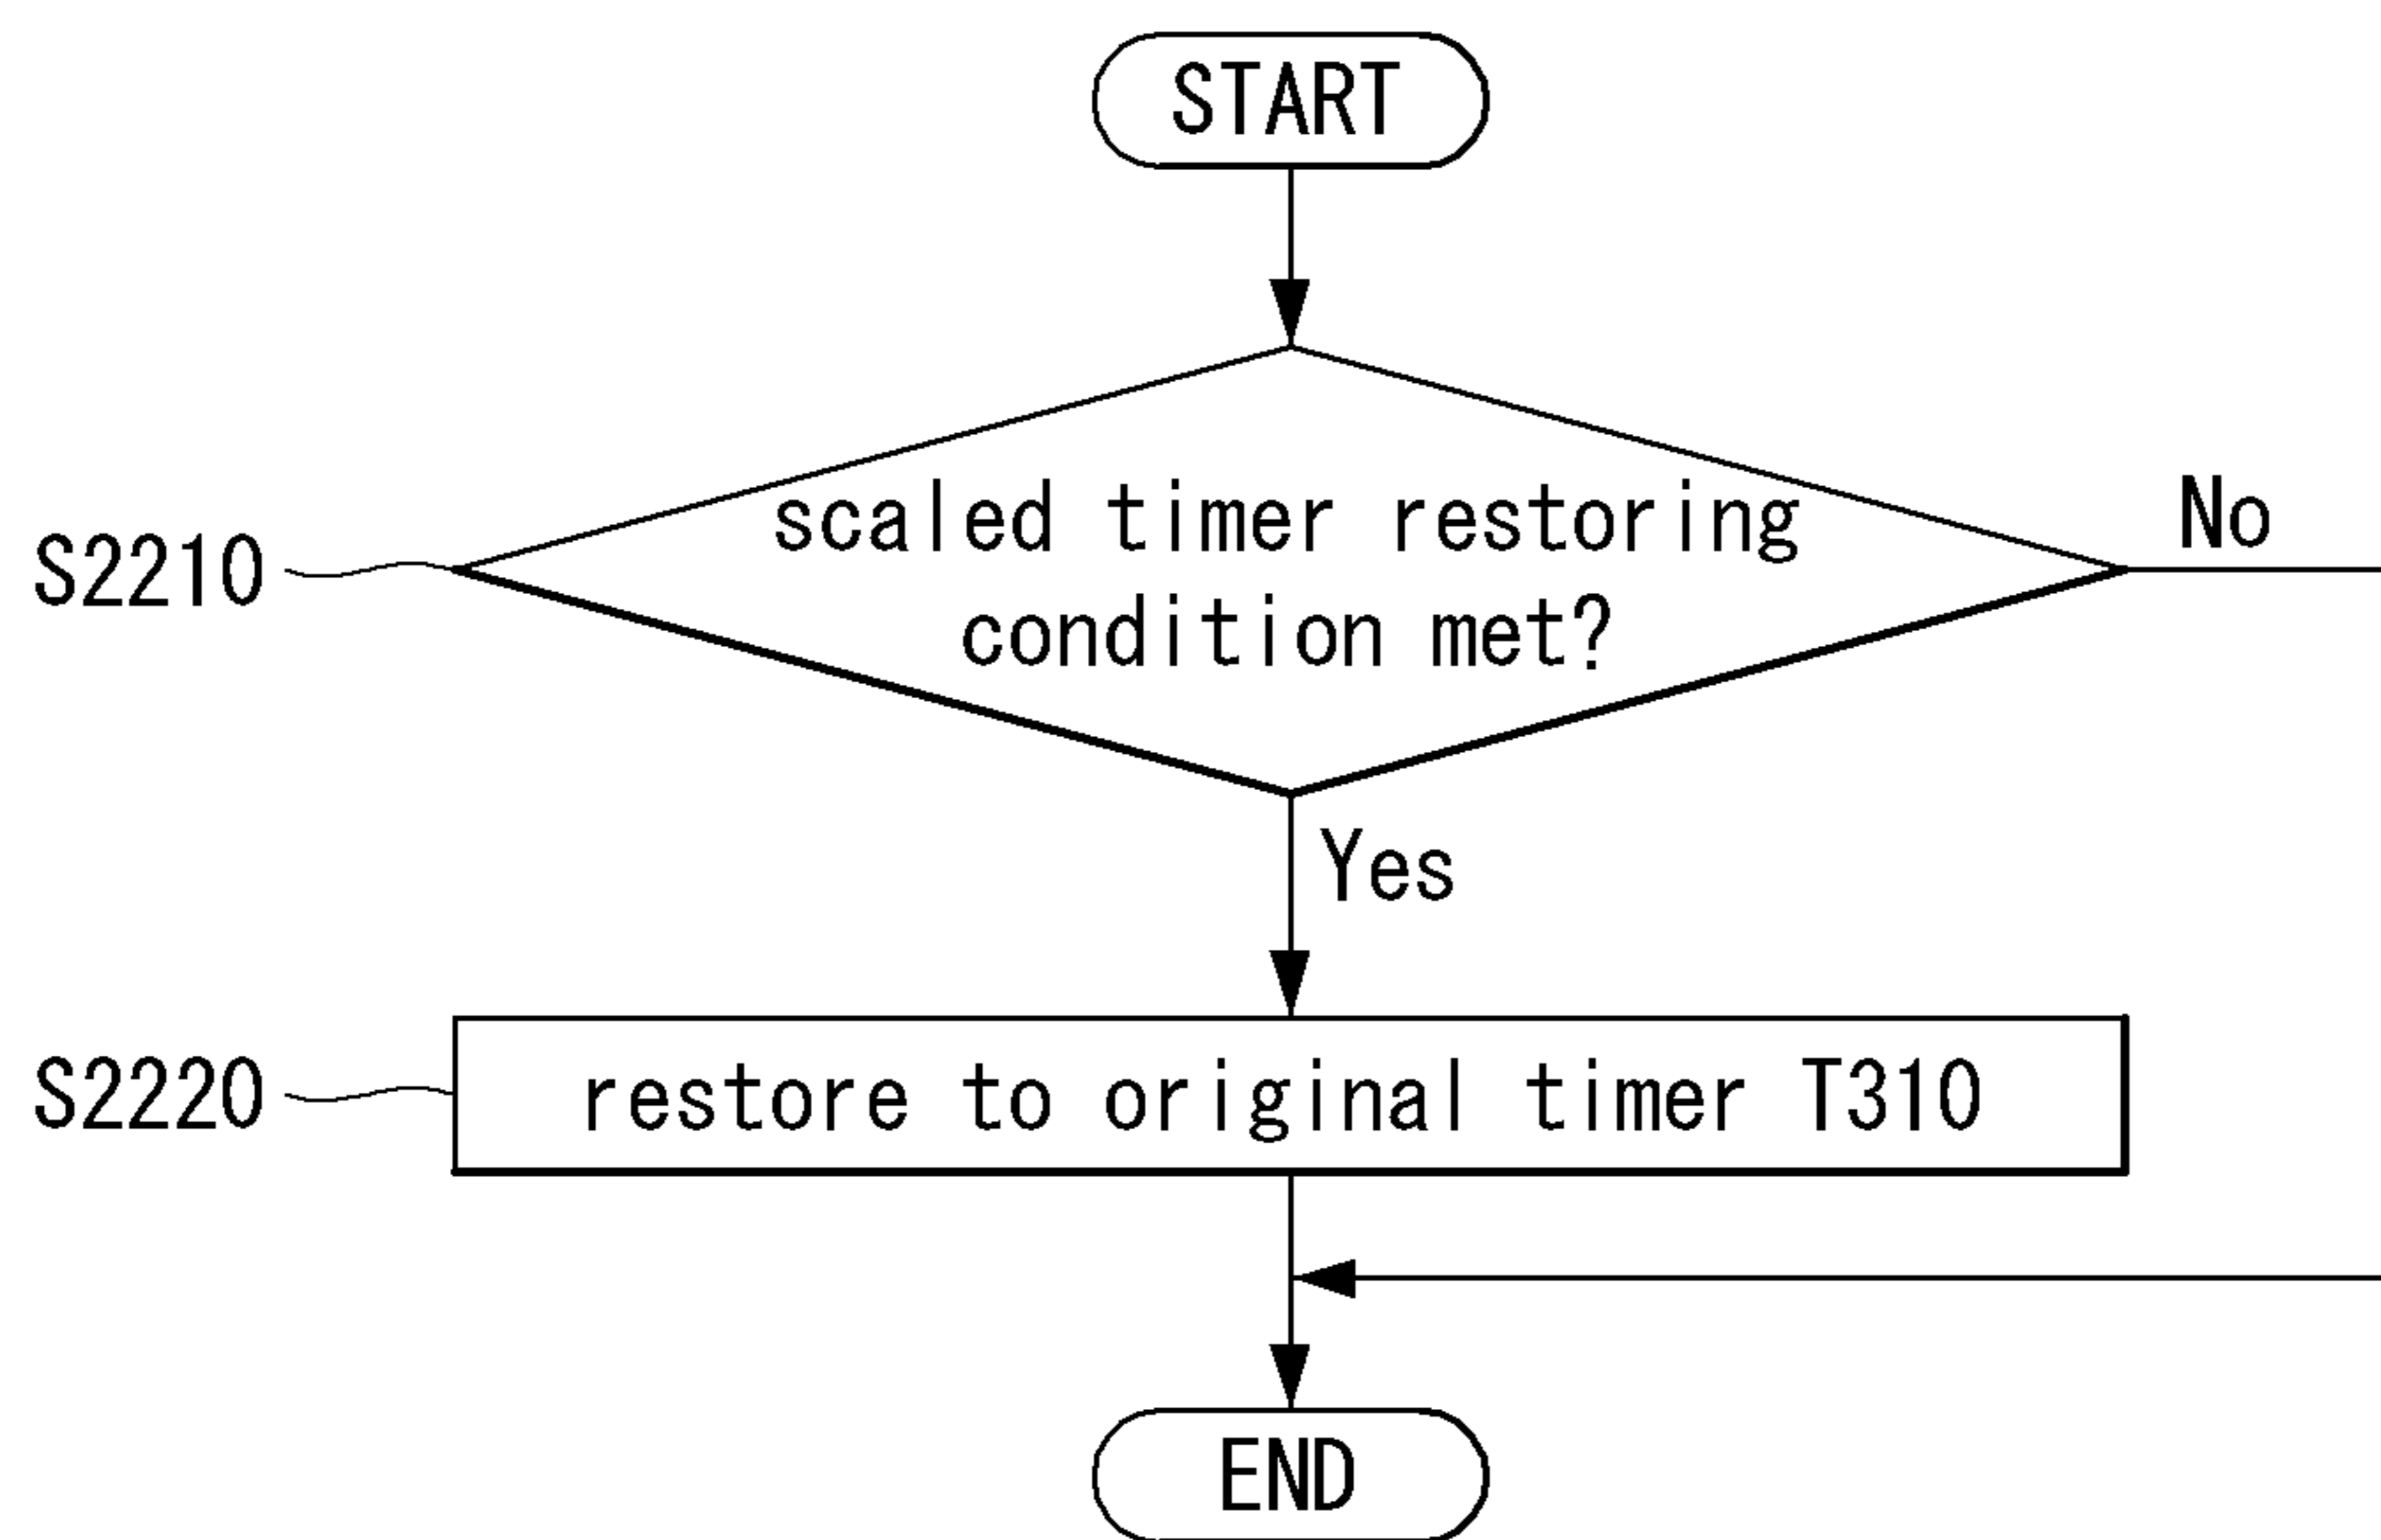 START
scaled timer restoring
condition met?
No
S2210
Yes
S2220
restore to original timer T310
END